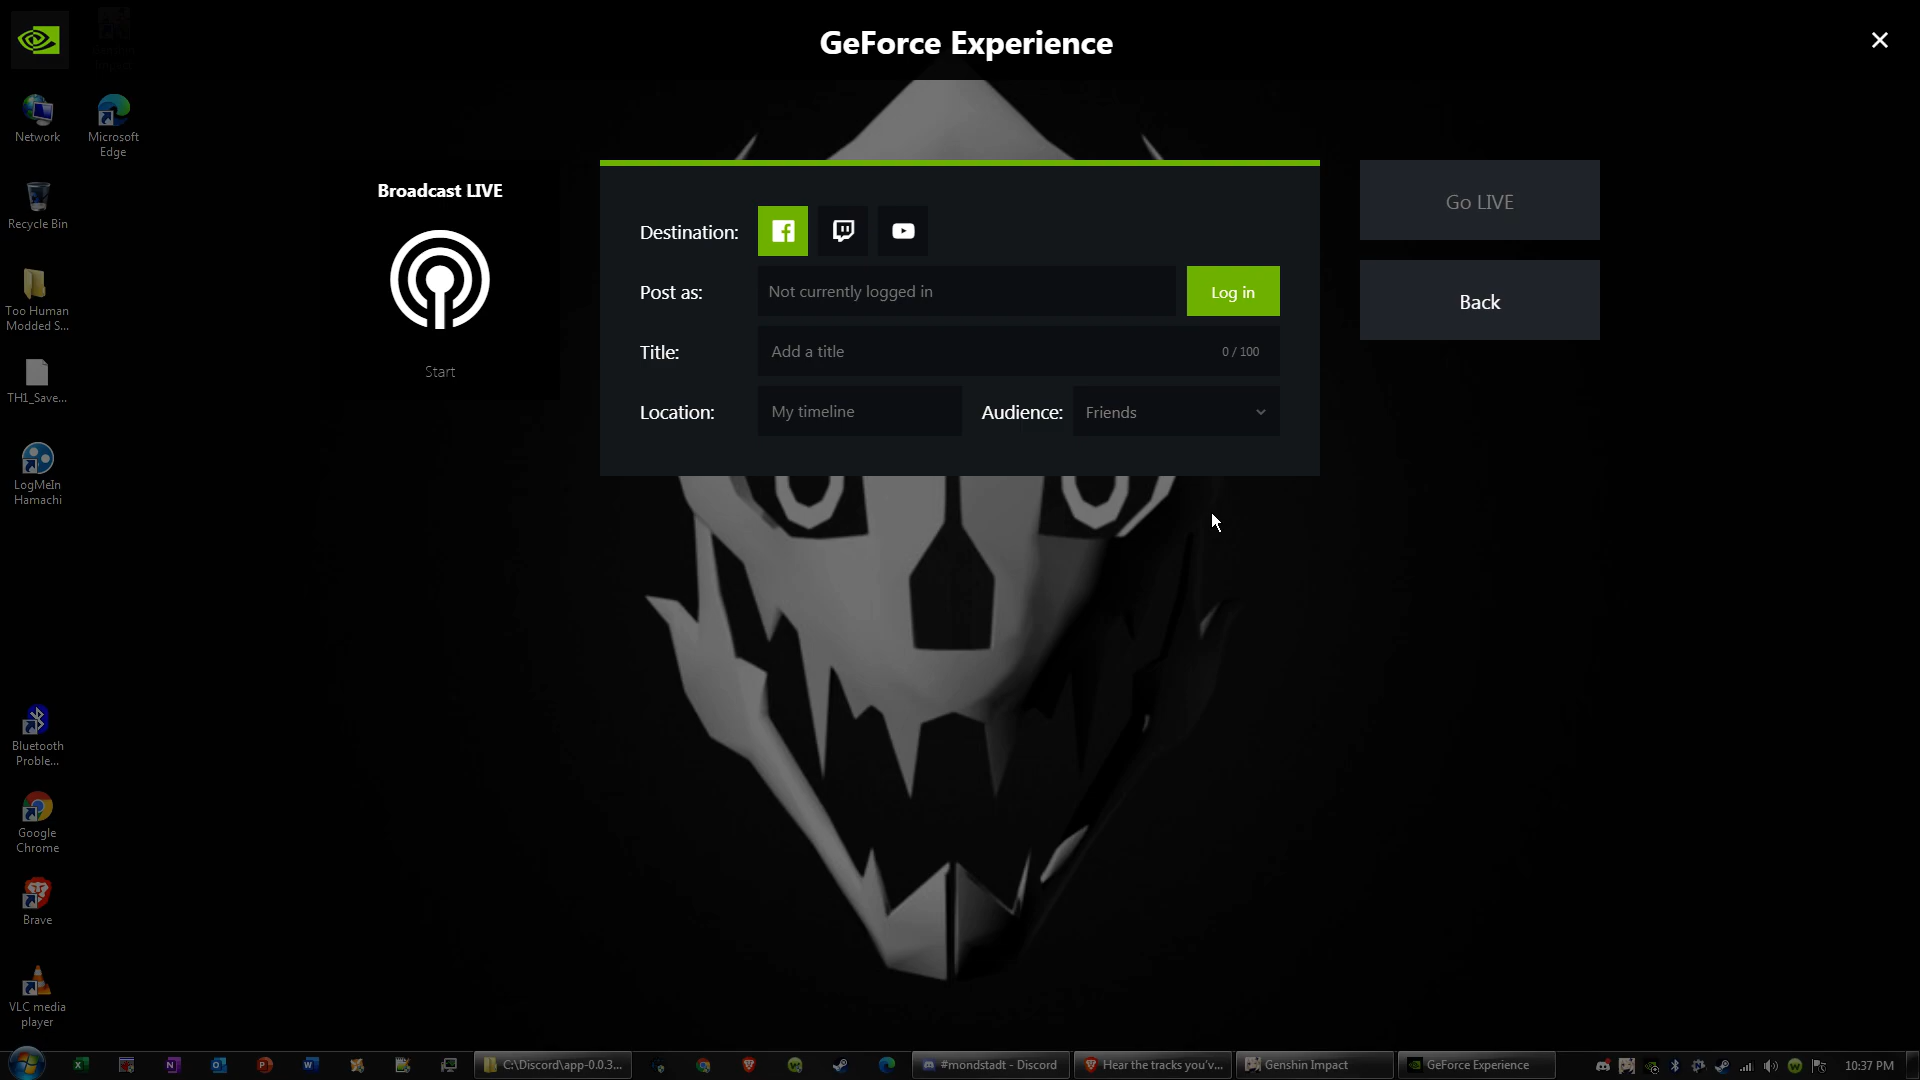 GeForce Experience
Network
Microsoft
Edge
Recycle Bin
Too Human
Modded S...
TH1_Save...
LogMeIn
Hamachi
Bluetooth
Proble...
Google
Chrome
Brave
VLC media
player
Broadcast LIVE
Start
Destination:
Post as:
Not currently logged in
Log in
Title:
Add a title
0 / 100
Location:
My timeline
Audience:
Friends
Go LIVE
Back
C:\Discord\app-0.0.3...
#mondstadt - Discord
Hear the tracks you'v...
Genshin Impact
GeForce Experience
10:37 PM